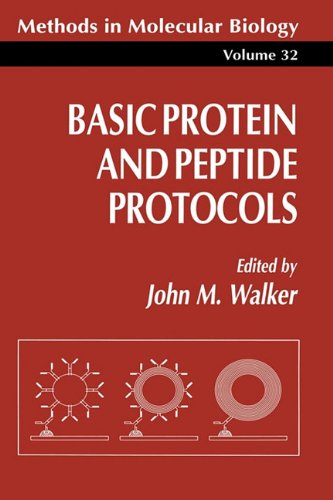 Methods in Molecular Biology
Volume 32
BASIC PROTEIN
AND PEPTIDE
PROTOCOLS
Edited by
John M. Walker